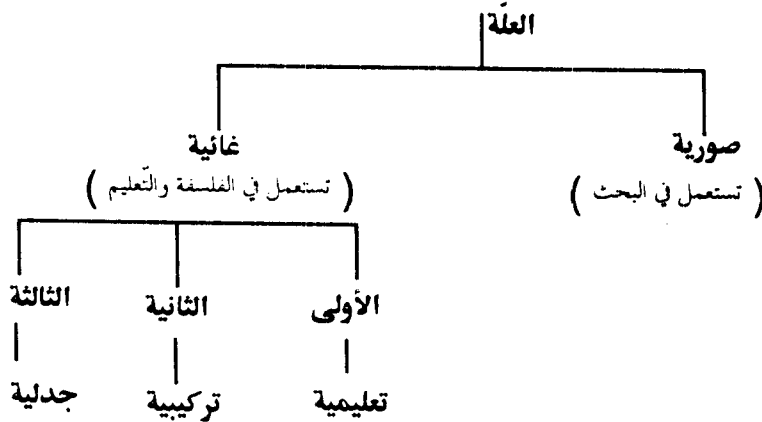 العلّة
صورية
( تستعمل في البحث )
غائية
( تستعمل في الفلسفة والتّعليم )
الأولى
الثانية
الثالثة
تعليمية
تركيبية
جدلية